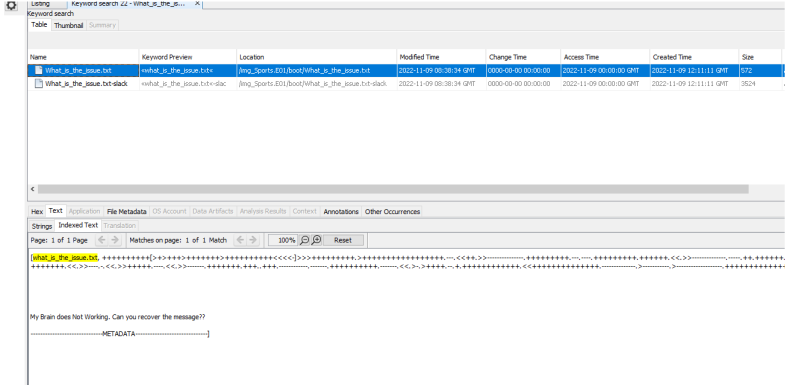 Listing Keyword search 22 - What_is_the_is... X
Keyword search
Table Thumbnail Summary
Name Keyword Preview Location Modified Time Change Time Access Time Created Time Size
What_is_the_issue.txt «what_is_the_issue.txt« /img_Sports.E01/boot/What_is_the_issue.txt 2022-11-09 08:38:34 GMT 0000-00-00 00:00:00 2022-11-09 00:00:00 GMT 2022-11-09 12:11:11 GMT 572
What_is_the_issue.txt-slack «what_is_the_issue.txt«-slac /img_Sports.E01/boot/What_is_the_issue.txt-slack 2022-11-09 08:38:34 GMT 0000-00-00 00:00:00 2022-11-09 00:00:00 GMT 2022-11-09 12:11:11 GMT 3524
Hex Text Application File Metadata OS Account Data Artifacts Analysis Results Context Annotations Other Occurrences
Strings Indexed Text Translation
Page: 1 of 1 Page Matches on page: 1 of 1 Match 100% Reset
[what_is_the_issue.txt,
My Brain does Not Working. Can you recover the message??
METADATA